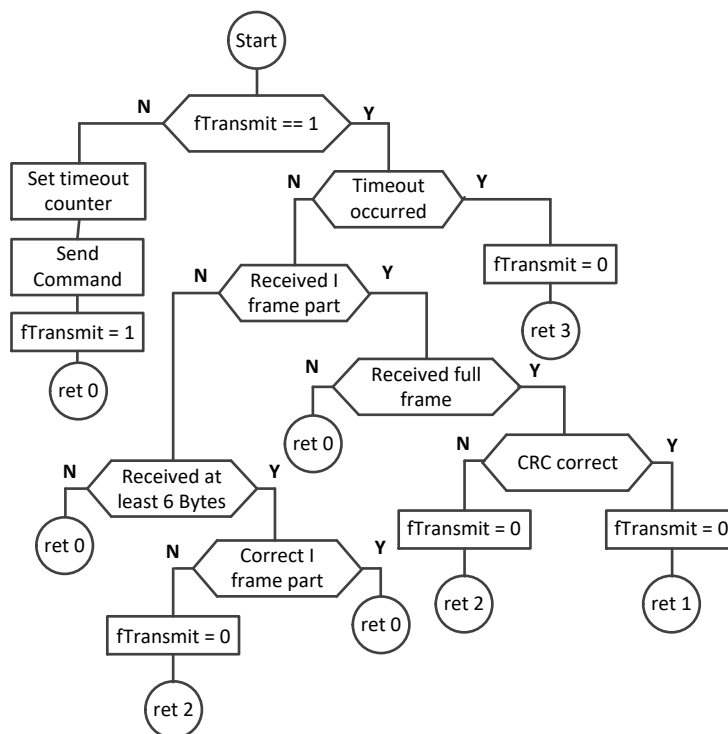 Start
N
fTransmit == 1
Y
Set timeout
counter
N
Timeout
occurred
Y
Send
Command
N
Received I
frame part
Y
fTransmit = 0
fTransmit = 1
ret 3
ret 0
N
Received full
frame
Y
ret 0
N
CRC correct
Y
N
Received at
least 6 Bytes
Y
fTransmit = 0
fTransmit = 0
ret 0
N
Correct I
frame part
Y
ret 2
ret 1
fTransmit = 0
ret 0
ret 2